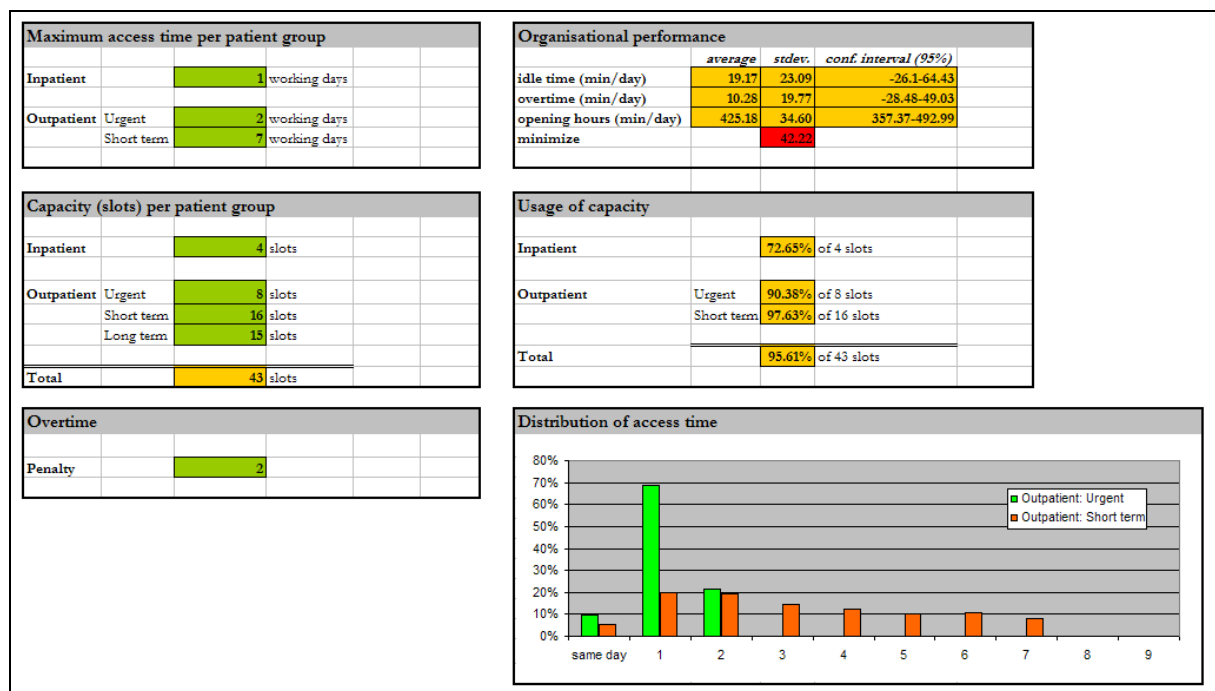 Maximum access time per patient group
Inpatient 1 working days
Outpatient Urgent 2 working days
Short term 7 working days
Organisational performance
average stdev. conf. interval (95%)
idle time (min/day) 19.17 23.09 -26.1-64.43
overtime (min/day) 10.28 19.77 -28.48-49.03
opening hours (min/day) 425.18 34.60 357.37-492.99
minimize 42.22
Capacity (slots) per patient group
Inpatient 4 slots
Outpatient Urgent 8 slots
Short term 16 slots
Long term 15 slots
Total 43 slots
Usage of capacity
Inpatient 72.65% of 4 slots
Outpatient Urgent 90.38% of 8 slots
Short term 97.63% of 16 slots
Total 95.61% of 43 slots
Overtime
Penalty 2
Distribution of access time
80%
70%
60%
50%
40%
30%
20%
10%
0%
Outpatient: Urgent
Outpatient: Short term
same day 1 2 3 4 5 6 7 8 9